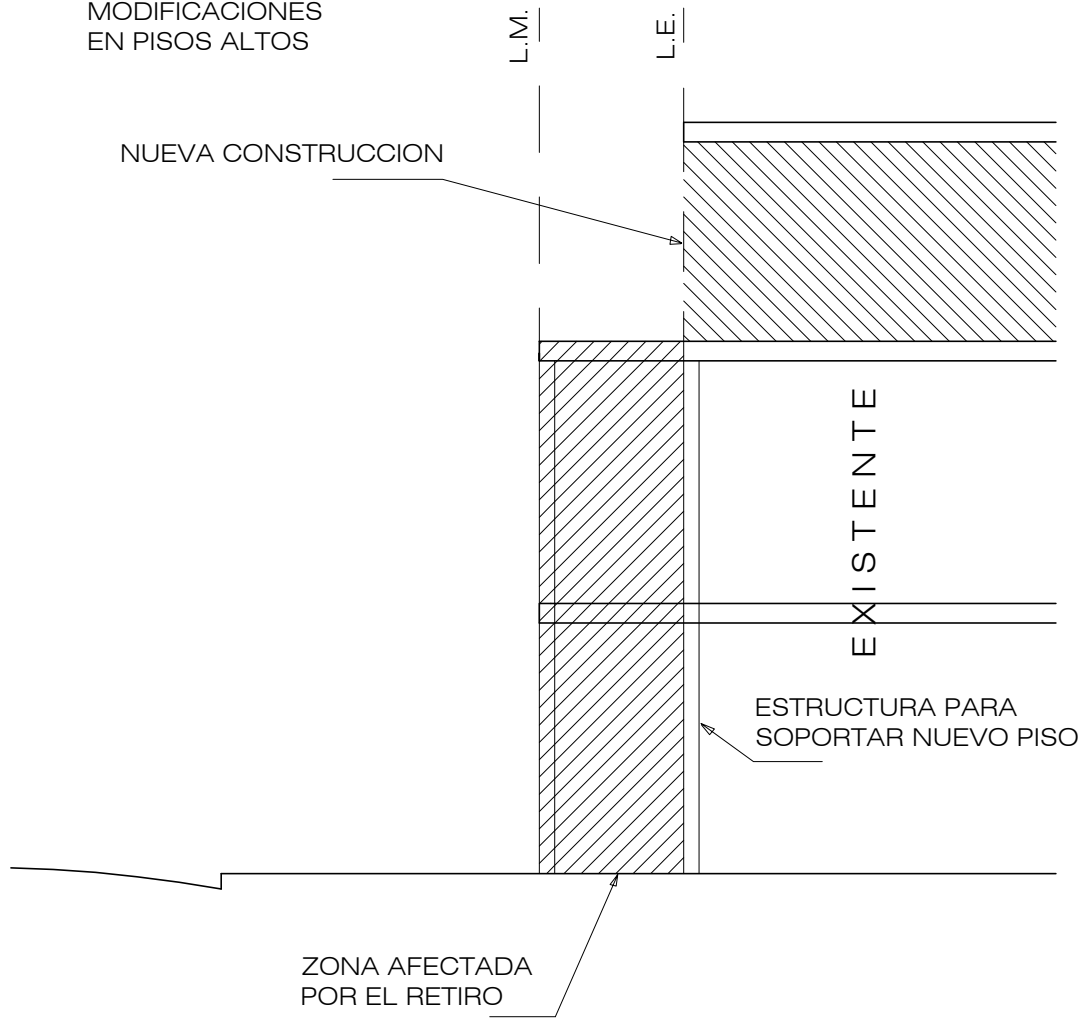 MODIFICACIONES
EN PISOS ALTOS
L.M.
L.E.
NUEVA CONSTRUCCION
EXISTENTE
ESTRUCTURA PARA
SOPORTAR NUEVO PISO
ZONA AFECTADA
POR EL RETIRO